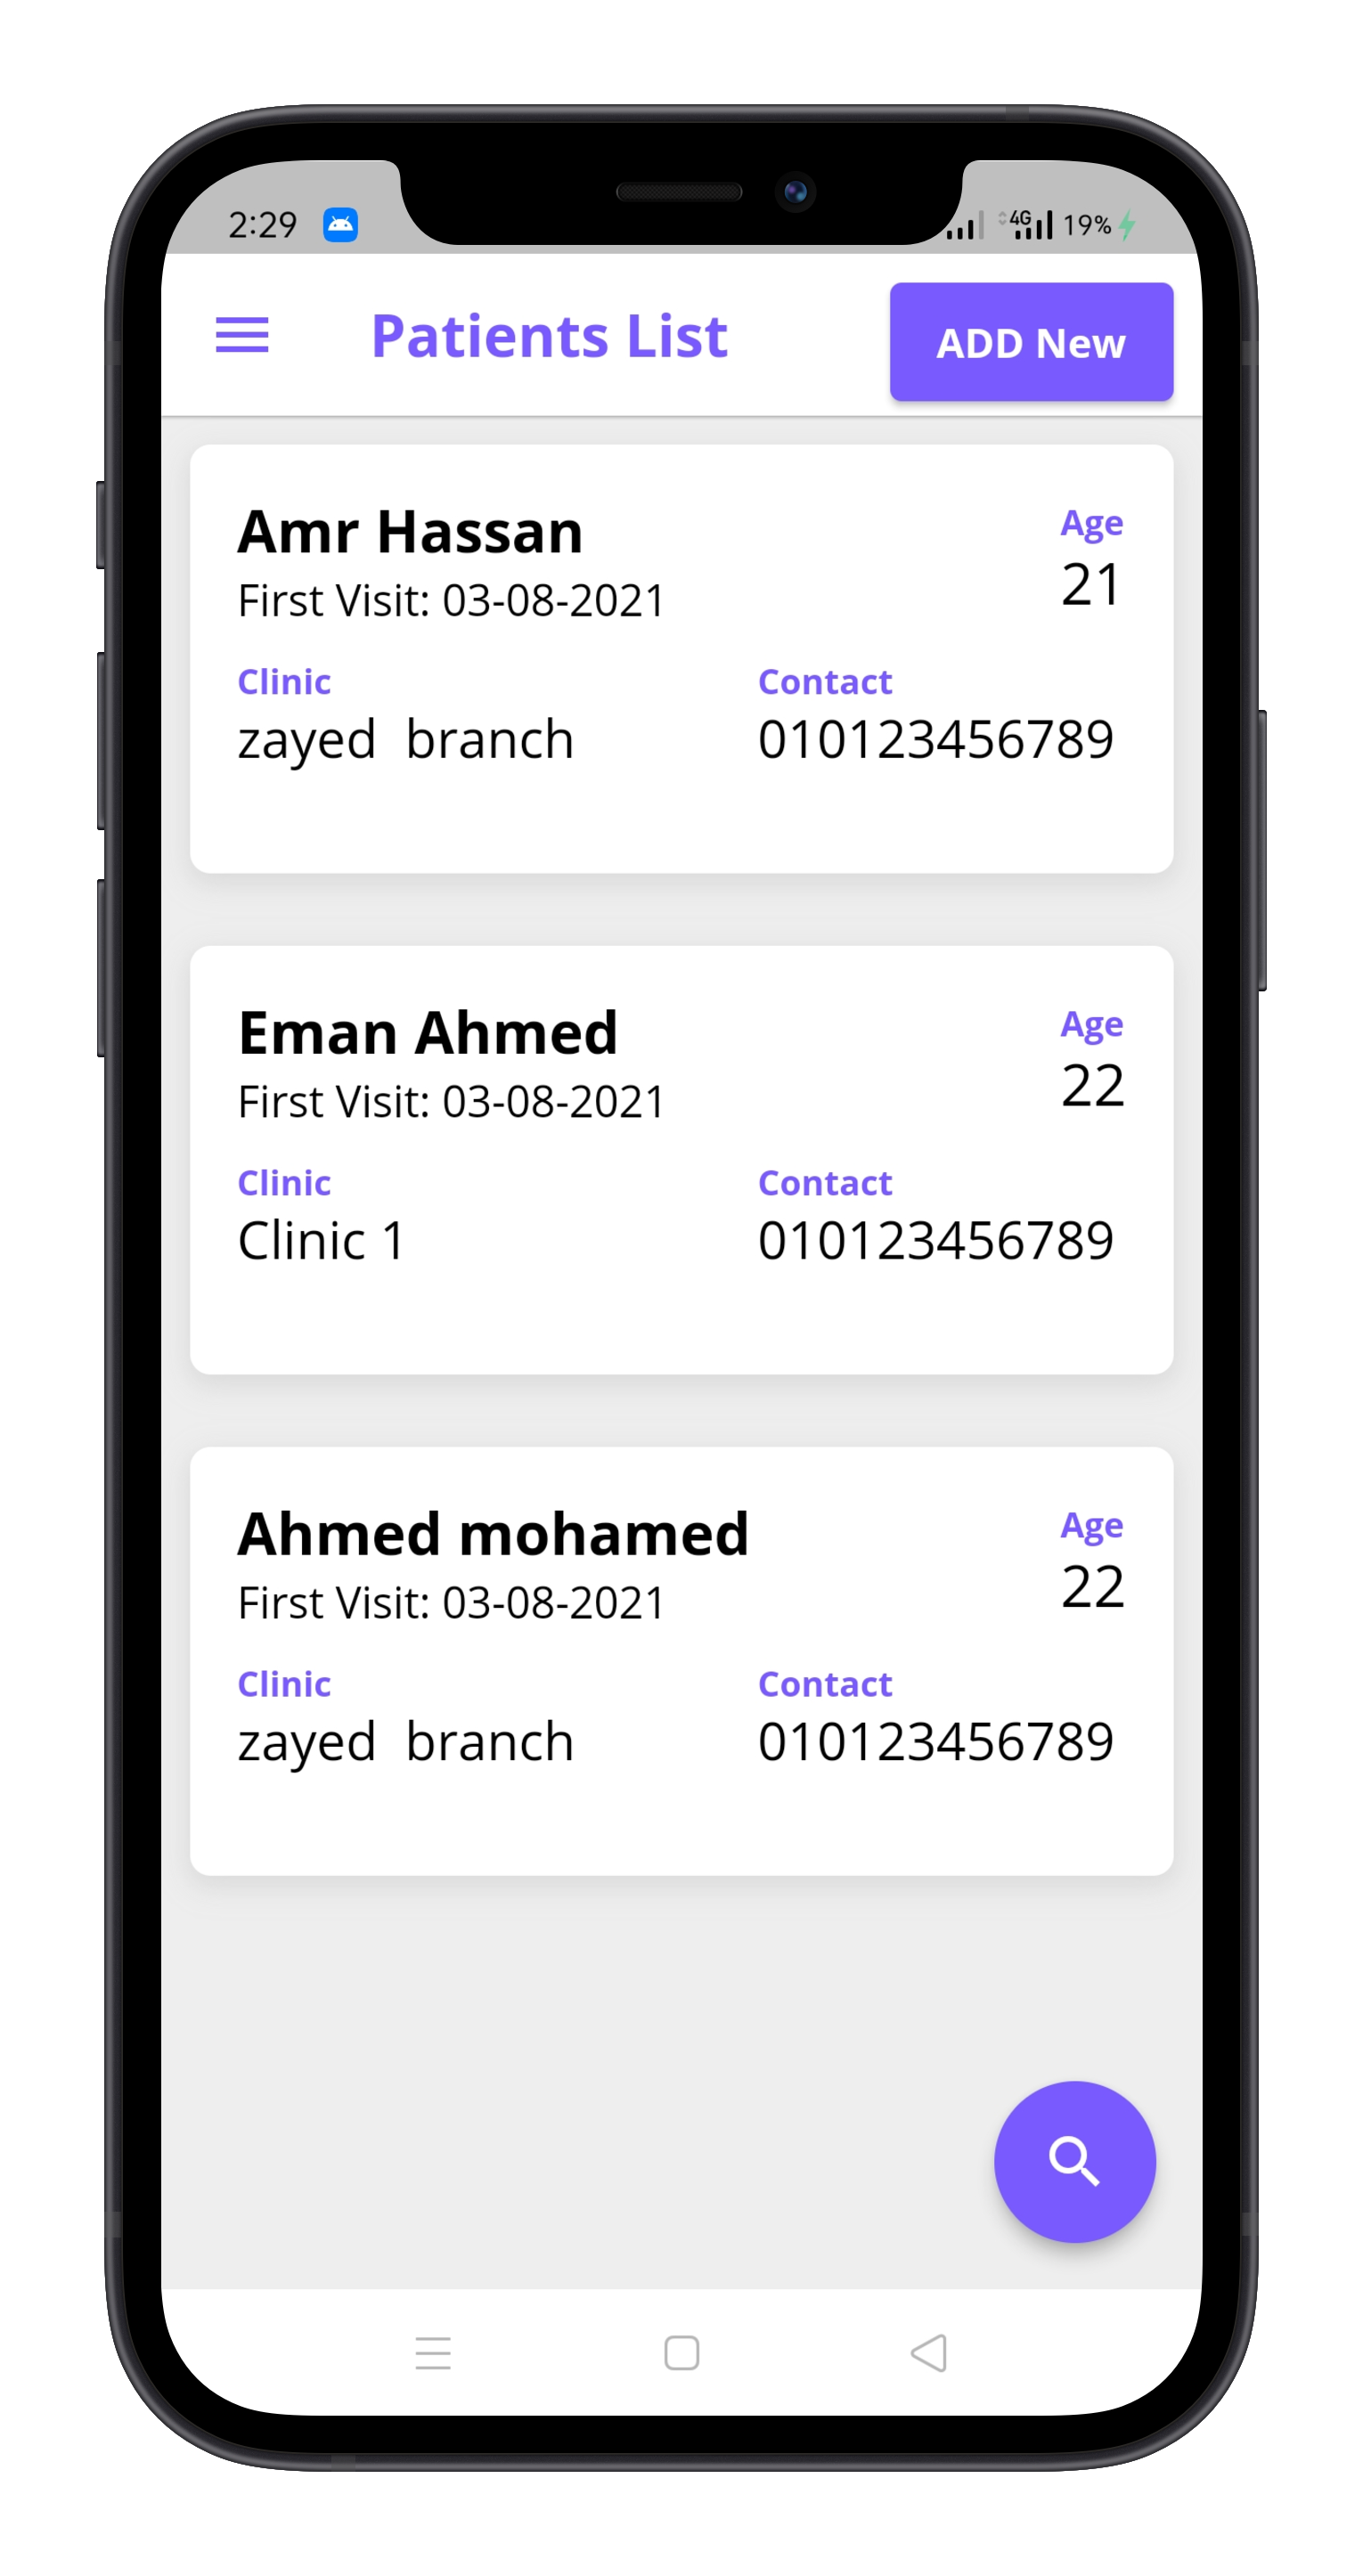 2:29 4G 19%
Patients List ADD New
Amr Hassan Age
First Visit: 03-08-2021 21
Clinic Contact
zayed  branch 010123456789
Eman Ahmed Age
First Visit: 03-08-2021 22
Clinic Contact
Clinic 1 010123456789
Ahmed mohamed Age
First Visit: 03-08-2021 22
Clinic Contact
zayed  branch 010123456789